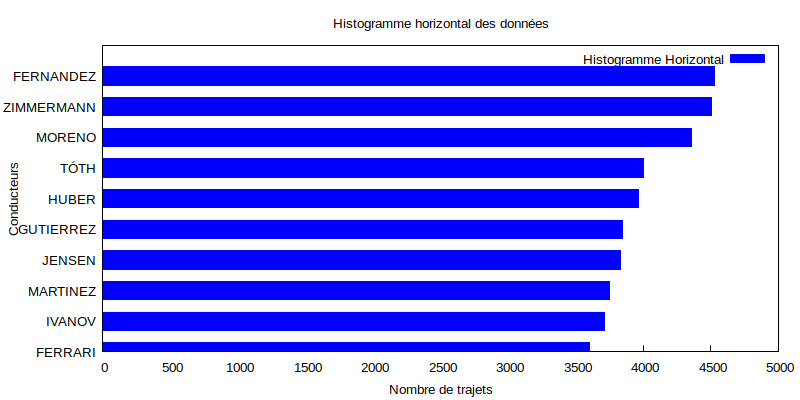 Histogramme horizontal des données
Histogramme Horizontal
FERNANDEZ
ZIMMERMANN
MORENO
TÓTH
HUBER
GUTIERREZ
JENSEN
MARTINEZ
IVANOV
FERRARI
Conducteurs
0 500 1000 1500 2000 2500 3000 3500 4000 4500 5000
Nombre de trajets